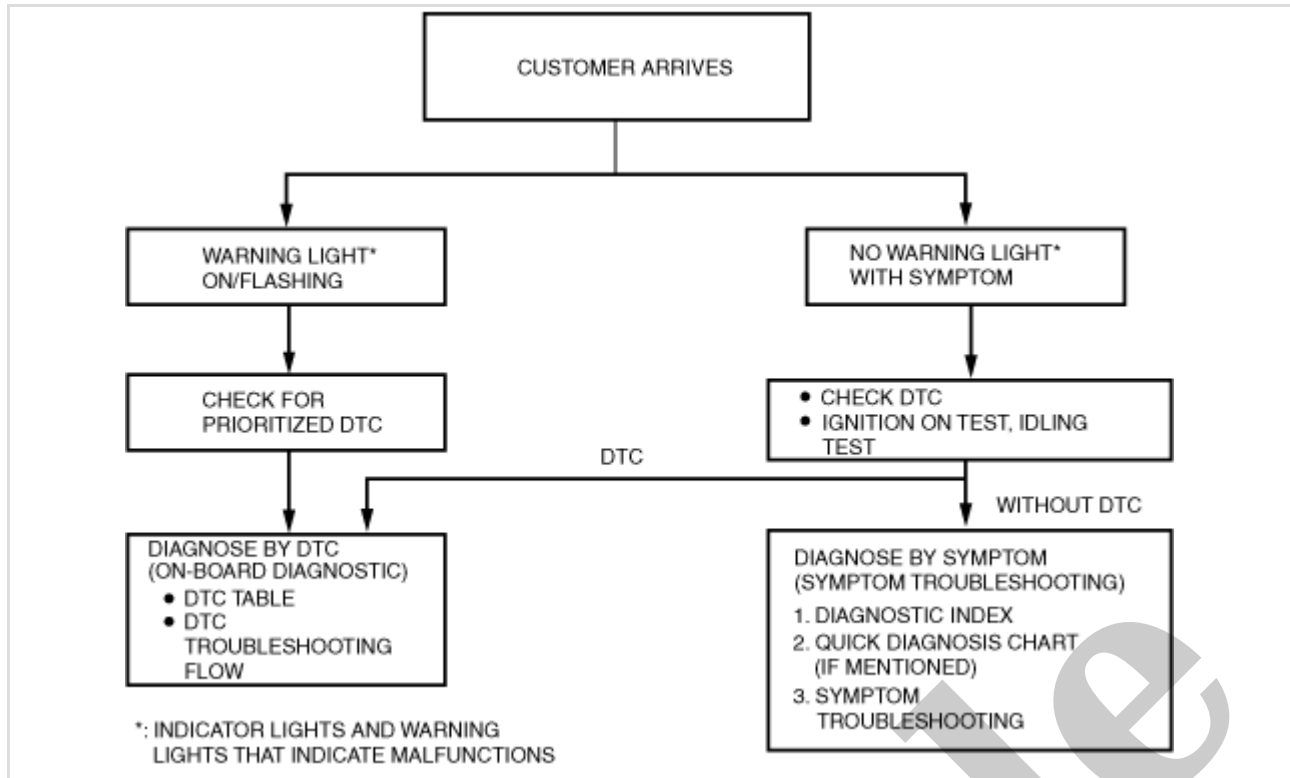 CUSTOMER ARRIVES
WARNING LIGHT*
ON/FLASHING
NO WARNING LIGHT*
WITH SYMPTOM
CHECK FOR
PRIORITIZED DTC
• CHECK DTC
• IGNITION ON TEST, IDLING
TEST
DTC
WITHOUT DTC
DIAGNOSE BY DTC
(ON-BOARD DIAGNOSTIC)
• DTC TABLE
• DTC
TROUBLESHOOTING
FLOW
DIAGNOSE BY SYMPTOM
(SYMPTOM TROUBLESHOOTING)
1. DIAGNOSTIC INDEX
2. QUICK DIAGNOSIS CHART
(IF MENTIONED)
3. SYMPTOM
TROUBLESHOOTING
*: INDICATOR LIGHTS AND WARNING
LIGHTS THAT INDICATE MALFUNCTIONS
le